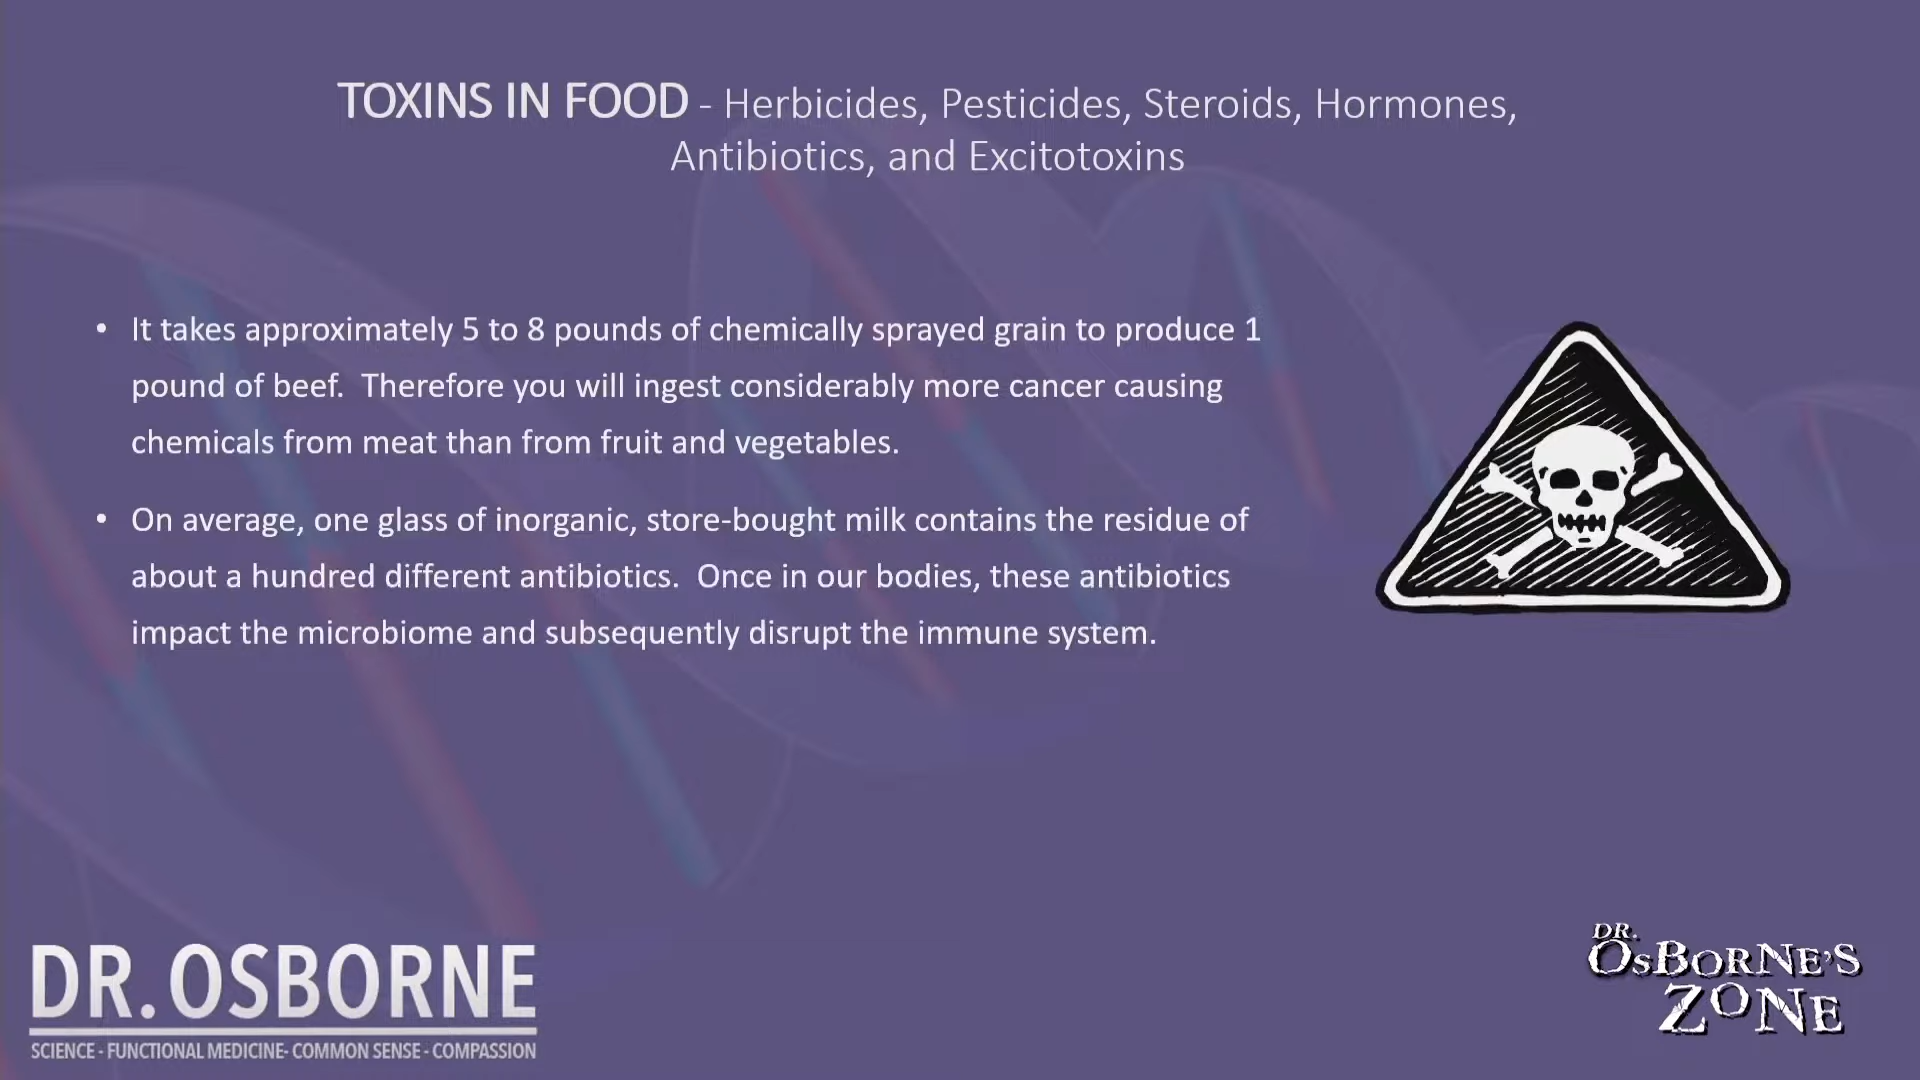 TOXINS IN FOOD - Herbicides, Pesticides, Steroids, Hormones,
Antibiotics, and Excitotoxins
• It takes approximately 5 to 8 pounds of chemically sprayed grain to produce 1
pound of beef.  Therefore you will ingest considerably more cancer causing
chemicals from meat than from fruit and vegetables.
• On average, one glass of inorganic, store-bought milk contains the residue of
about a hundred different antibiotics.  Once in our bodies, these antibiotics
impact the microbiome and subsequently disrupt the immune system.
DR. OSBORNE
SCIENCE - FUNCTIONAL MEDICINE- COMMON SENSE - COMPASSION
DR.
OSBORNE'S
ZONE